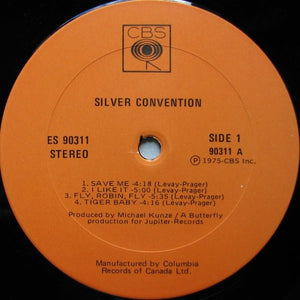 CBS
SILVER CONVENTION
ES 90311
STEREO
SIDE 1
90311 A
Ⓟ 1975-CBS Inc.
1. SAVE ME -4:18 (Levay-Prager)
2. I LIKE IT -5:00 (Levay-Prager)
3. FLY, ROBIN, FLY -5:35 (Levay-Prager)
4. TIGER BABY -4:16 (Levay-Prager)
Produced by Michael Kunze / A Butterfly
production for Jupiter-Records
Manufactured by Columbia
Records of Canada Ltd.